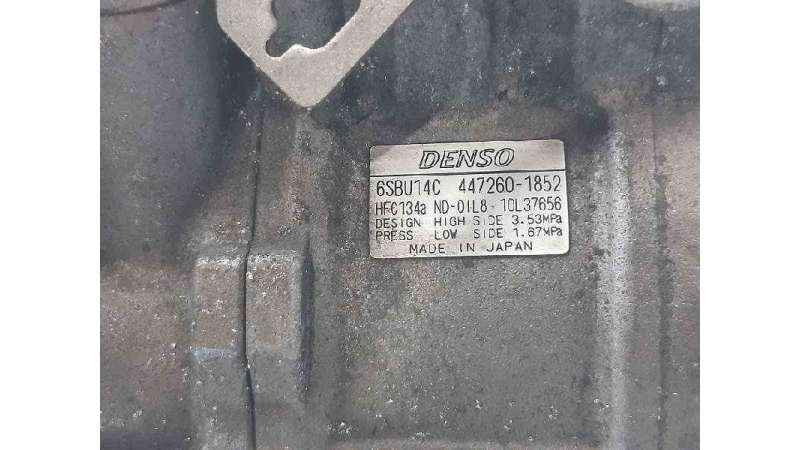 DENSO
6SBU14C 447260-1852
HFC134a ND-OIL8-10L37656
DESIGN HIGH SIDE 3.53MPa
PRESS LOW SIDE 1.67MPa
MADE IN JAPAN